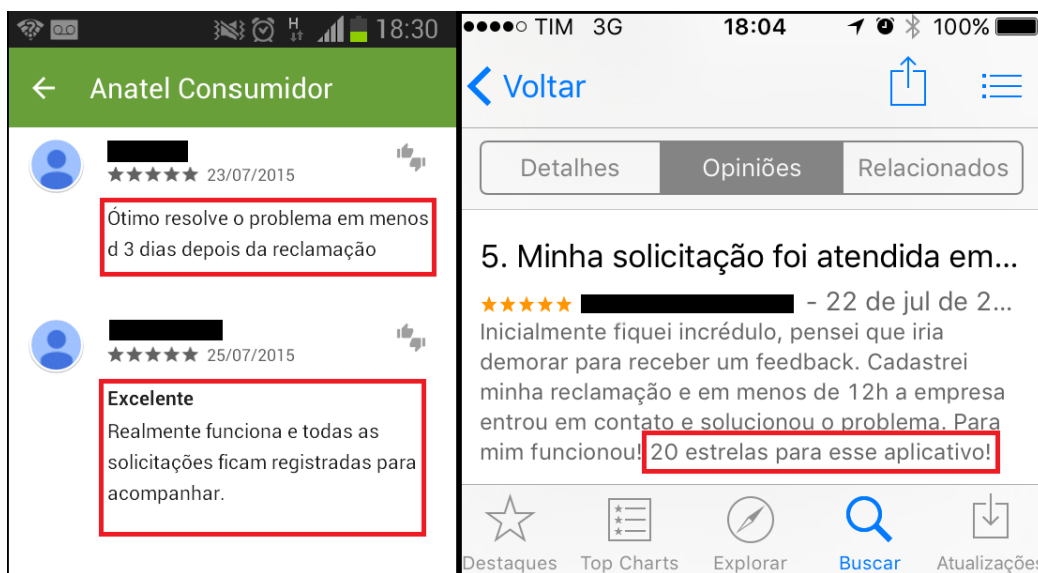 18:30
Anatel Consumidor
23/07/2015
Ótimo resolve o problema em menos
d 3 dias depois da reclamação
25/07/2015
Excelente
Realmente funciona e todas as
solicitações ficam registradas para
acompanhar.
TIM 3G 18:04 100%
Voltar
Detalhes Opiniões Relacionados
5. Minha solicitação foi atendida em...
- 22 de jul de 2...
Inicialmente fiquei incrédulo, pensei que iria
demorar para receber um feedback. Cadastrei
minha reclamação e em menos de 12h a empresa
entrou em contato e solucionou o problema. Para
mim funcionou! 20 estrelas para esse aplicativo!
Destaques Top Charts Explorar Buscar Atualizações